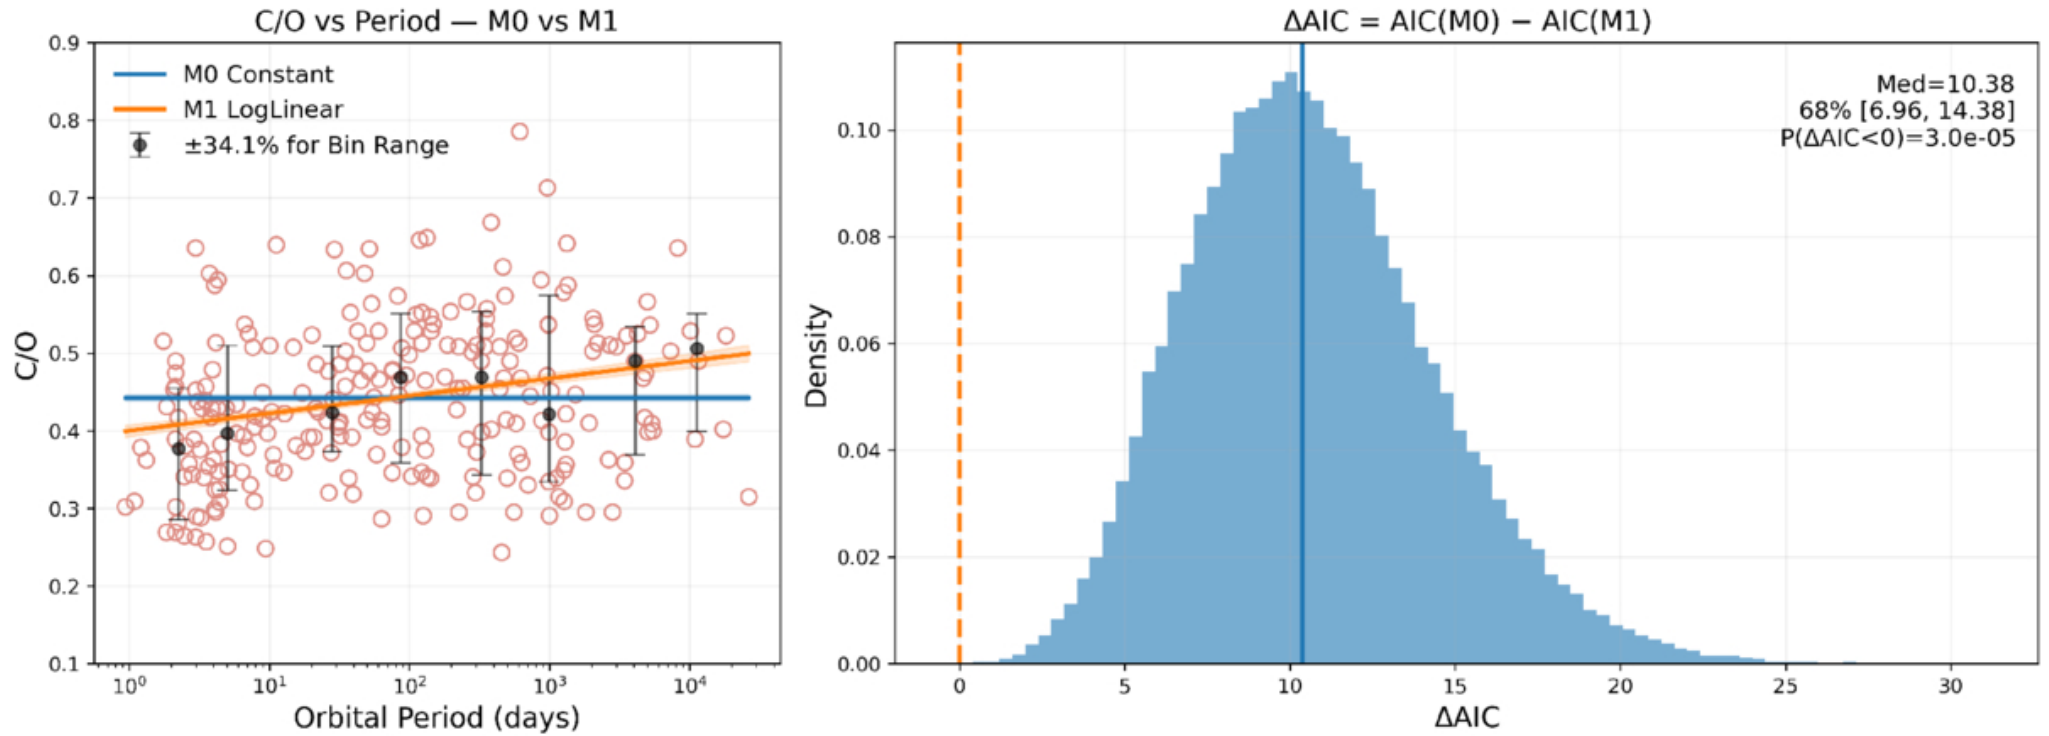 C/O vs Period — M0 vs M1
M0 Constant
M1 LogLinear
±34.1% for Bin Range
C/O
0.9
0.8
0.7
0.6
0.5
0.4
0.3
0.2
0.1
10⁰
10¹
10²
10³
10⁴
Orbital Period (days)
ΔAIC = AIC(M0) − AIC(M1)
Med=10.38
68% [6.96, 14.38]
P(ΔAIC<0)=3.0e-05
Density
0.10
0.08
0.06
0.04
0.02
0.00
0
5
10
15
20
25
30
ΔAIC